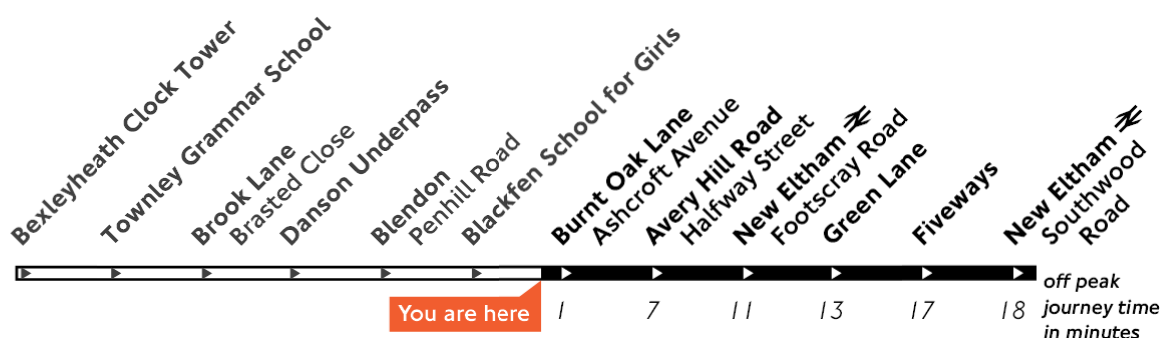 Bexleyheath Clock Tower
Townley Grammar School
Brook Lane
Brasted Close
Danson Underpass
Blendon
Penhill Road
Blackfen School for Girls
Burnt Oak Lane
Ashcroft Avenue
Avery Hill Road
Halfway Street
New Eltham
Footscray Road
Green Lane
Fiveways
New Eltham
Southwood
Road
You are here
1 7 11 13 17 18
off peak
journey time
in minutes